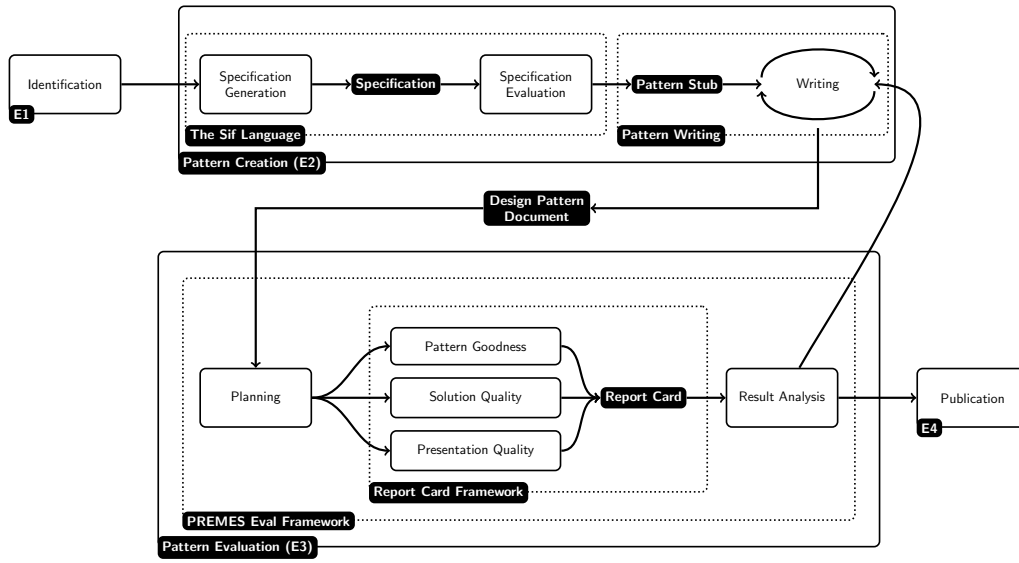 Identification
E1
Specification
Generation
Specification
Specification
Evaluation
Pattern Stub
Writing
The Sif Language
Pattern Writing
Pattern Creation (E2)
Design Pattern
Document
Planning
Pattern Goodness
Solution Quality
Presentation Quality
Report Card
Result Analysis
Publication
E4
Report Card Framework
PREMES Eval Framework
Pattern Evaluation (E3)